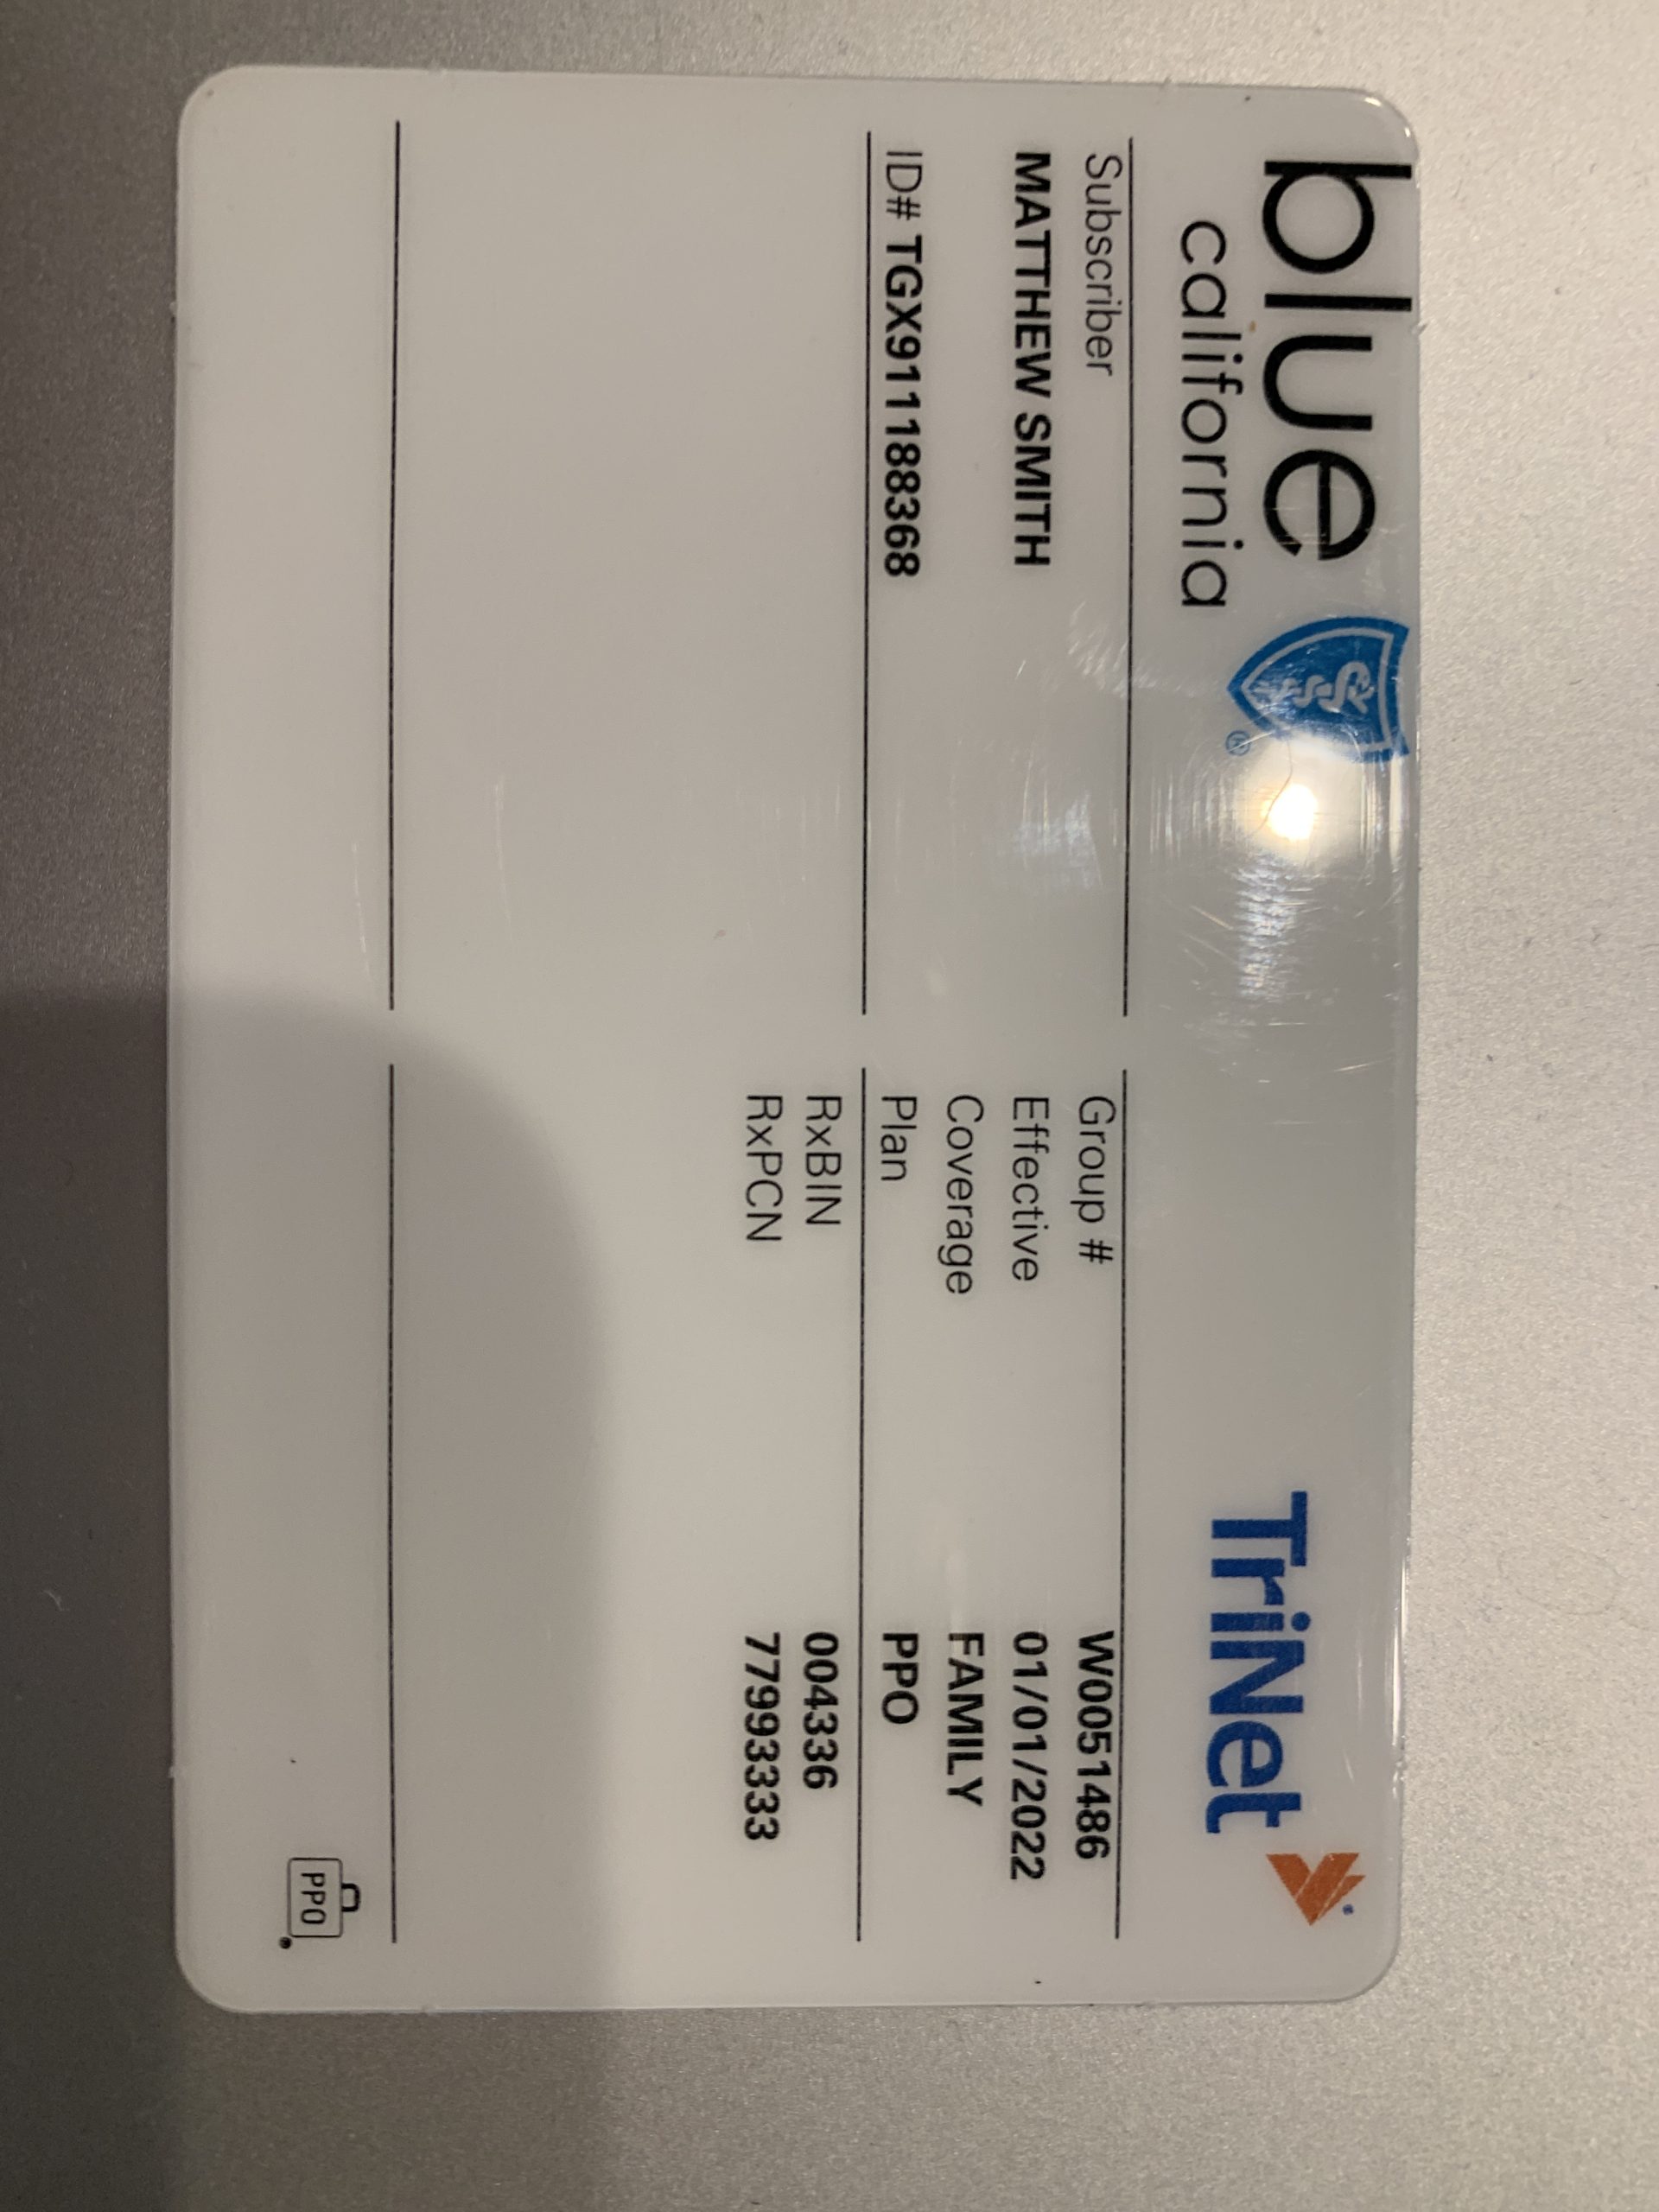 blue
california
TriNet
Subscriber
MATTHEW SMITH
ID# TGX911188368
Group # W0051486
Effective 01/01/2022
Coverage FAMILY
Plan PPO
RxBIN 004336
RxPCN 77993333
PPO